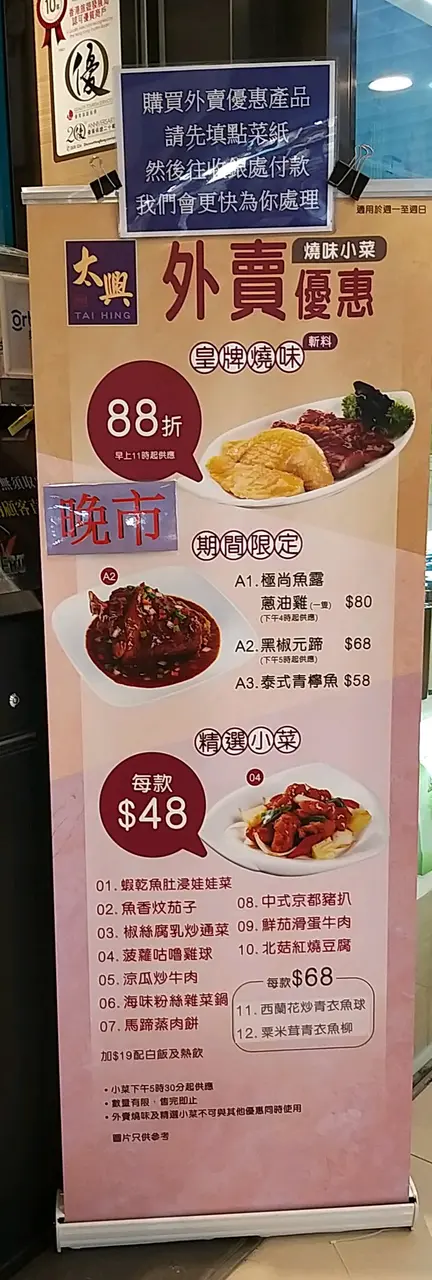 10年
優
20 ANNIVERSARY
購買外賣優惠產品
請先填點菜紙
然後往收銀處付款
我們會更快為你處理
適用於週一至週日
太興
TAI HING
外賣優惠
燒味小菜
皇牌燒味
斬料
88折
早上11時起供應
晚市
期間限定
A2
A1.極尚魚露
蔥油雞(一隻) $80
(下午4時起供應)
A2.黑椒元蹄 $68
(下午5時起供應)
A3.泰式青檸魚 $58
精選小菜
每款
$48
04
01. 蝦乾魚肚浸娃娃菜
02. 魚香炆茄子
03. 椒絲腐乳炒通菜
04. 菠蘿咕嚕雞球
05. 涼瓜炒牛肉
06. 海味粉絲雜菜鍋
07. 馬蹄蒸肉餅
08. 中式京都豬扒
09. 鮮茄滑蛋牛肉
10. 北菇紅燒豆腐
每款$68
11. 西蘭花炒青衣魚球
12. 粟米茸青衣魚柳
加$19配白飯及熱飲
• 小菜下午5時30分起供應
• 數量有限，售完即止
• 外賣燒味及精選小菜不可與其他優惠同時使用
圖片只供參考